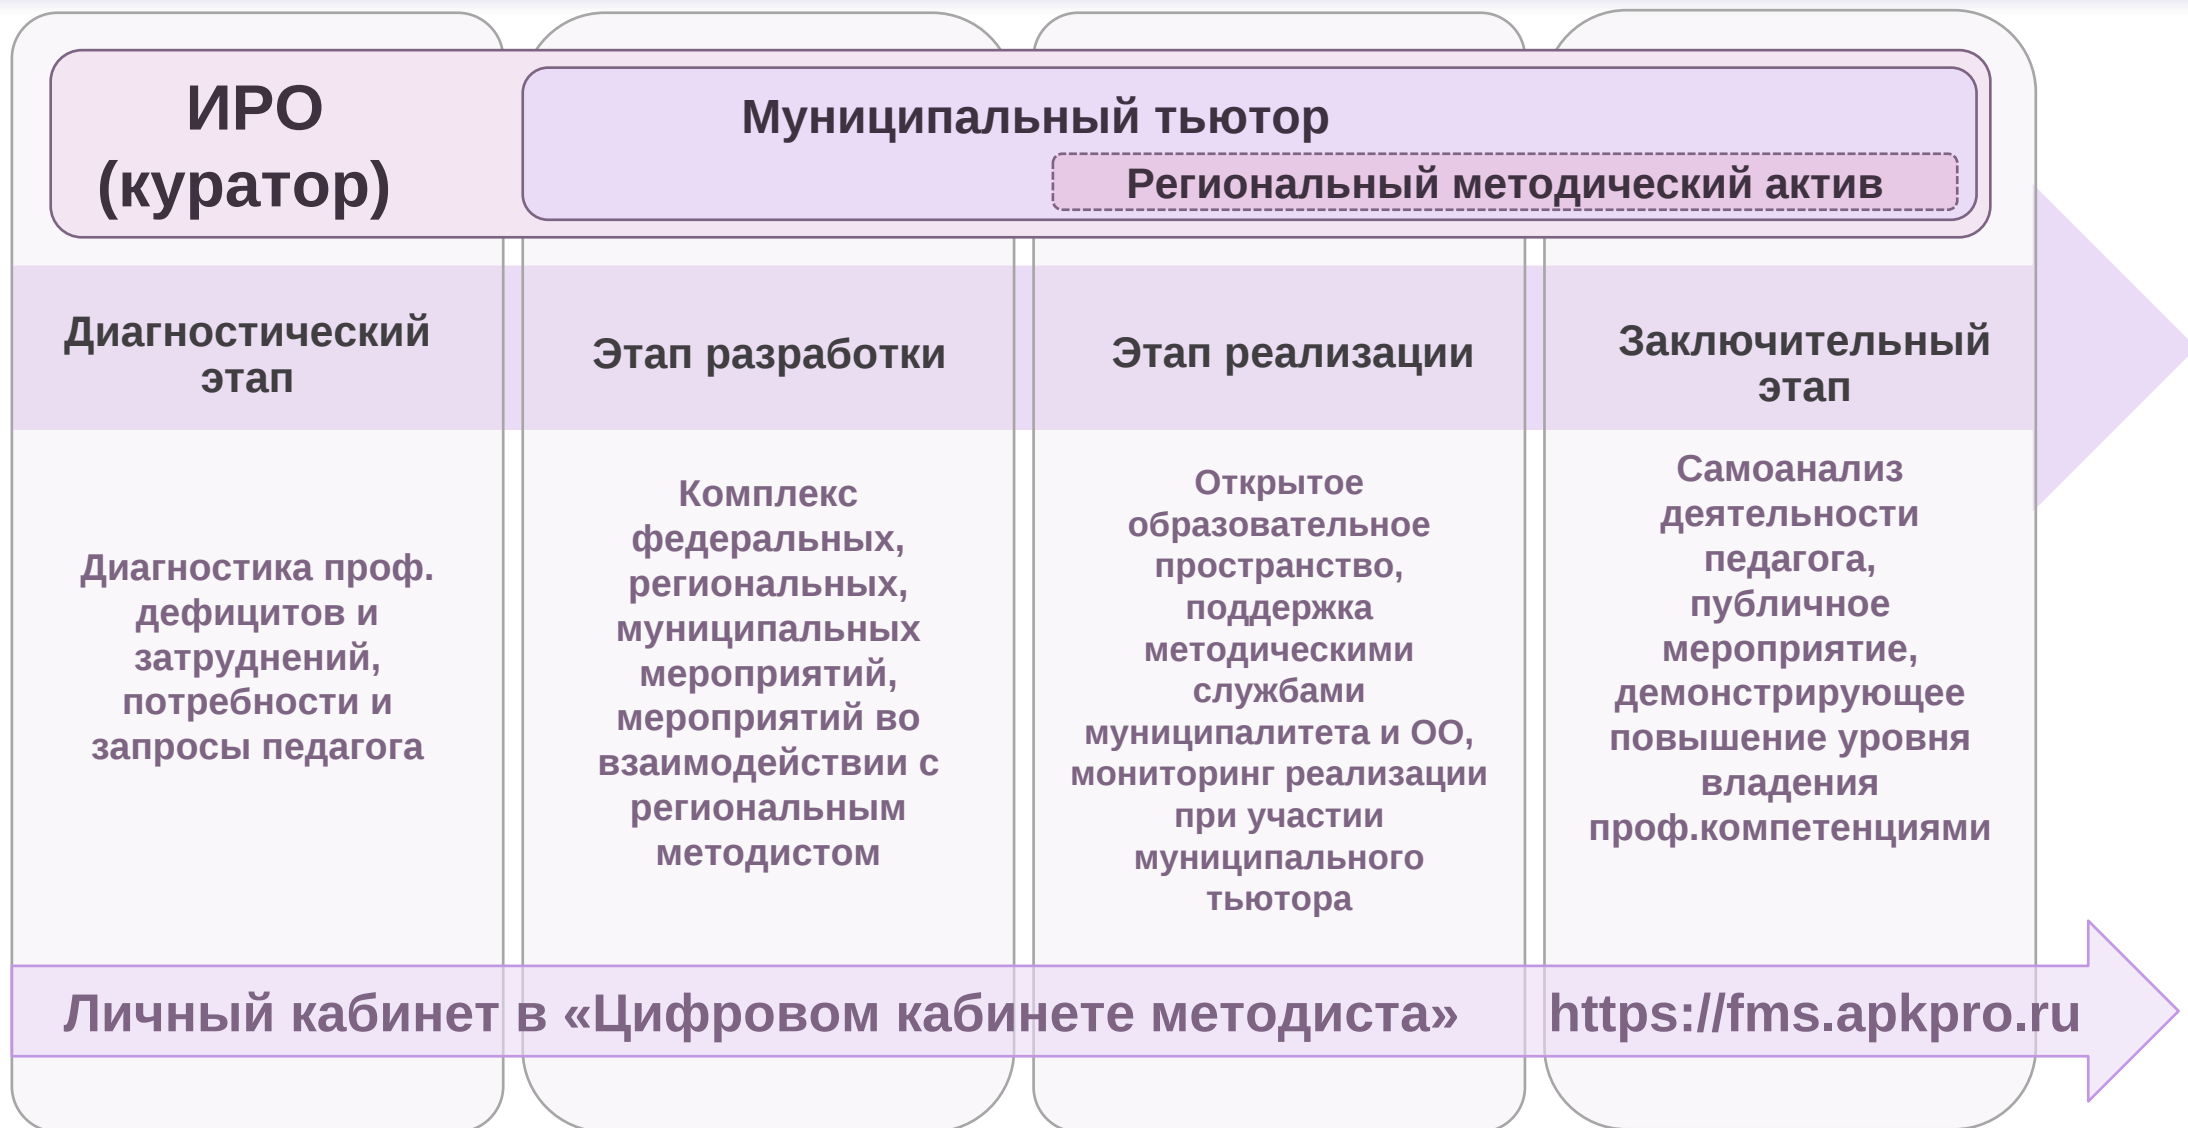 ИРО
(куратор)
Муниципальный тьютор
Региональный методический актив
Диагностический
этап
Этап разработки
Этап реализации
Заключительный
этап
Диагностика проф.
дефицитов и
затруднений,
потребности и
запросы педагога
Комплекс
федеральных,
региональных,
муниципальных
мероприятий,
мероприятий во
взаимодействии с
региональным
методистом
Открытое
образовательное
пространство,
поддержка
методическими
службами
муниципалитета и ОО,
мониторинг реализации
при участии
муниципального
тьютора
Самоанализ
деятельности
педагога,
публичное
мероприятие,
демонстрирующее
повышение уровня
владения
проф.компетенциями
Личный кабинет в «Цифровом кабинете методиста» https://fms.apkpro.ru